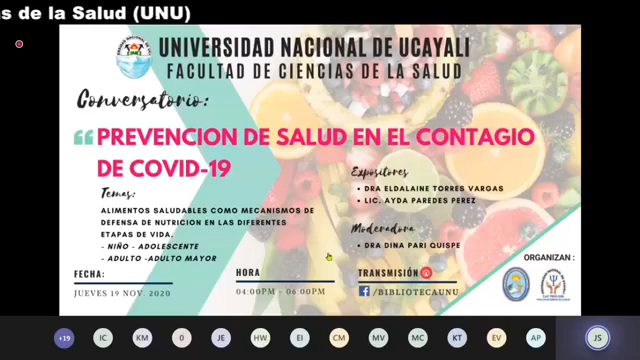 as de la Salud (UNU)
UNIVERSIDAD NACIONAL DE UCAYALI
FACULTAD DE CIENCIAS DE LA SALUD
Conversatorio:
“PREVENCION DE SALUD EN EL CONTAGIO
DE COVID-19
Temas:
ALIMENTOS SALUDABLES COMO MECANISMOS DE
DEFENSA DE NUTRICION EN LAS DIFERENTES
ETAPAS DE VIDA.
- NIÑO - ADOLESCENTE
- ADULTO -ADULTO MAYOR
Expositores
• DRA ELDALAINE TORRES VARGAS
• LIC. AYDA PAREDES PEREZ
Moderadora
• DRA DINA PARI QUISPE
ORGANIZAN :
FECHA:
JUEVES 19 NOV. 2020
HORA
04:00PM - 06:00PM
TRANSMISIÓN
/BIBLIOTECAUNU
+19 IC KM 0 JE HW EI CM MV MC KT EV AP JS